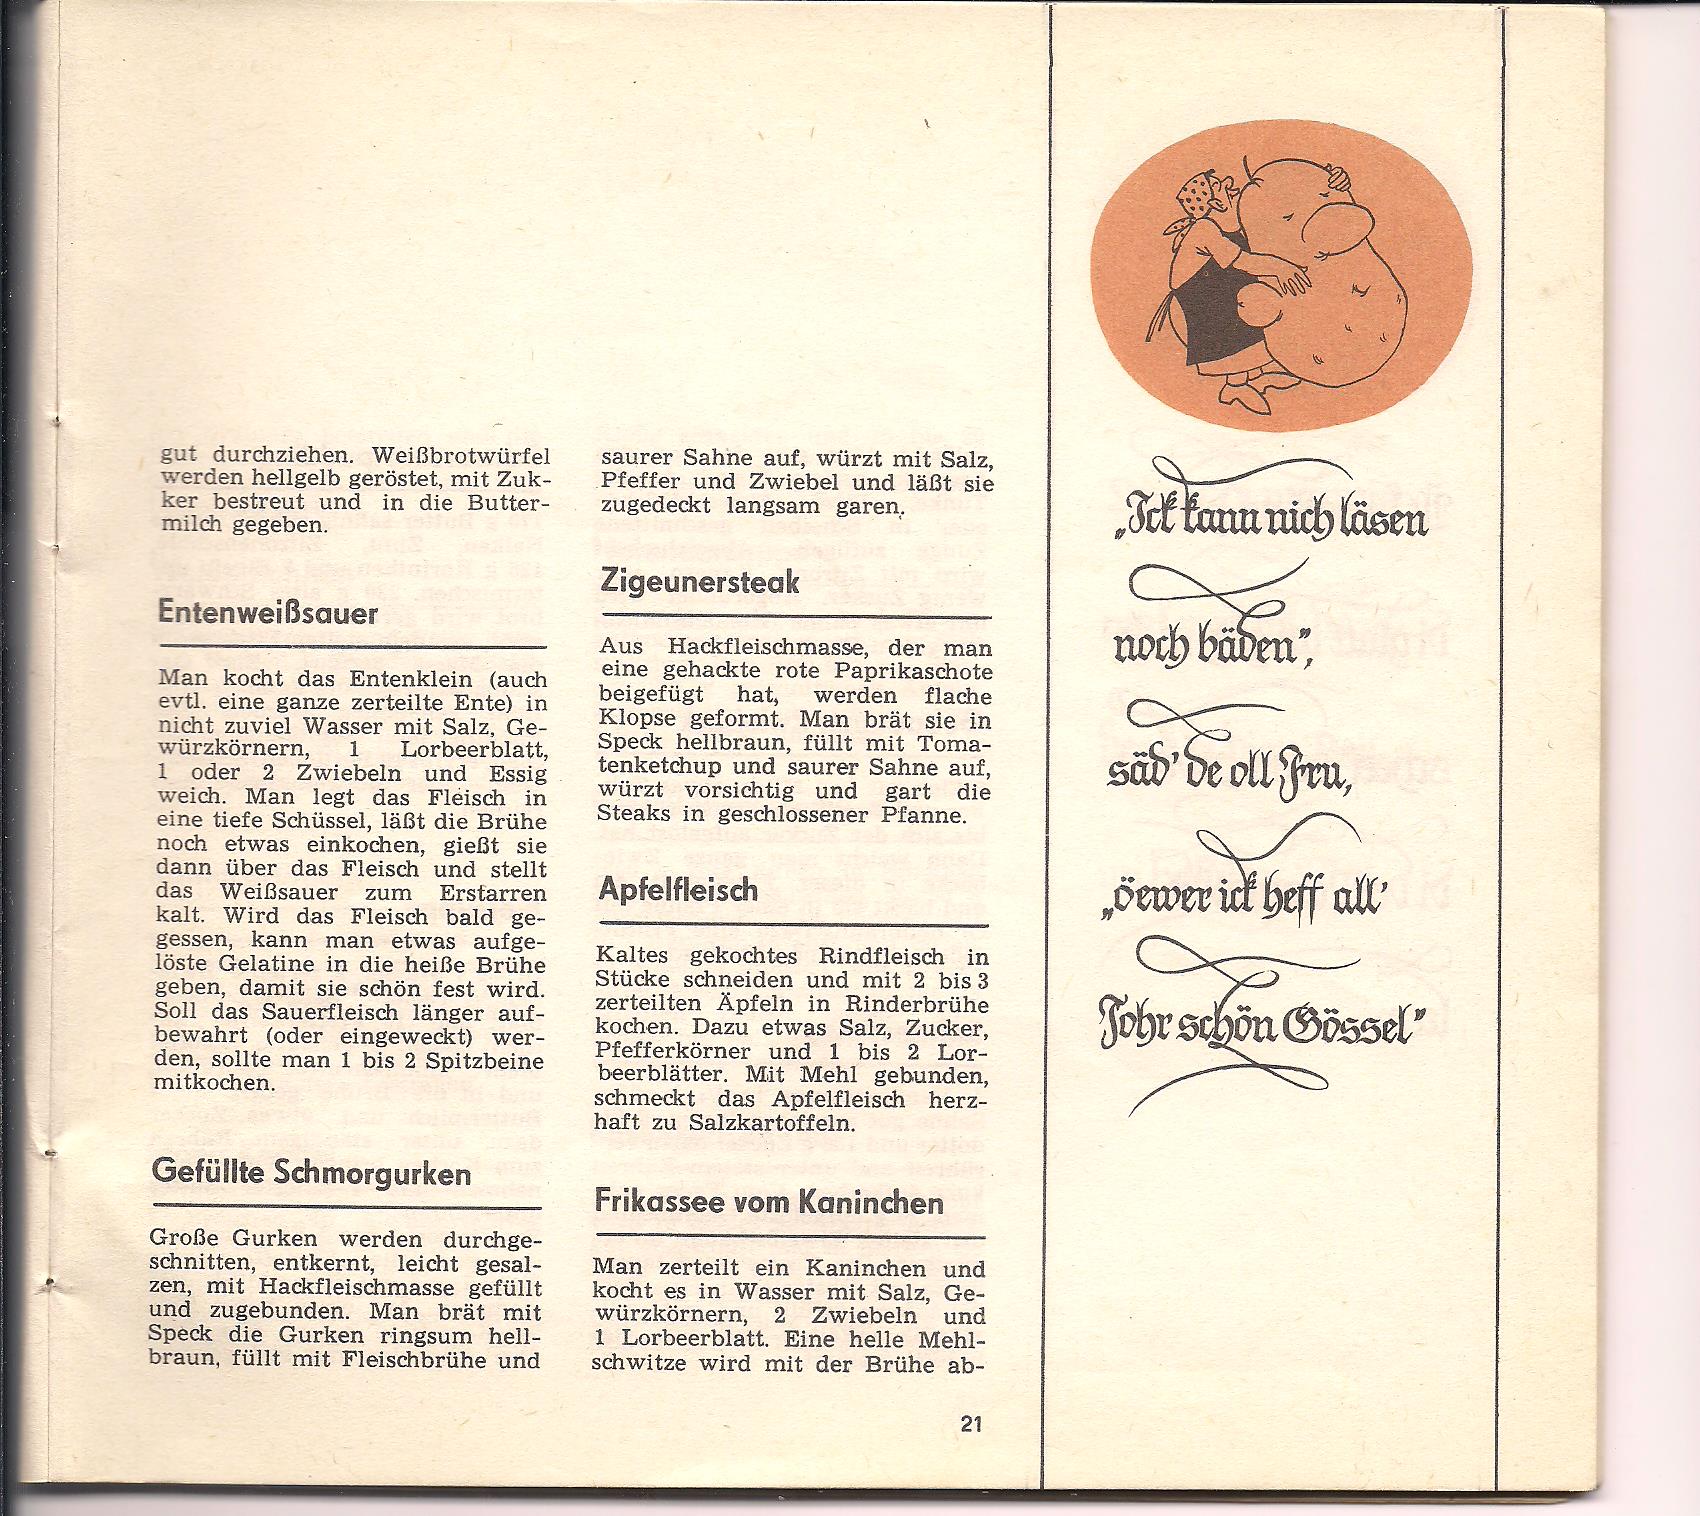 gut durchziehen. Weißbrotwürfel
werden hellgelb geröstet, mit Zuk-
ker bestreut und in die Butter-
milch gegeben.
Entenweißsauer
Man kocht das Entenklein (auch
evtl. eine ganze zerteilte Ente) in
nicht zuviel Wasser mit Salz, Ge-
würzkörnern, 1 Lorbeerblatt,
1 oder 2 Zwiebeln und Essig
weich. Man legt das Fleisch in
eine tiefe Schüssel, läßt die Brühe
noch etwas einkochen, gießt sie
dann über das Fleisch und stellt
das Weißsauer zum Erstarren
kalt. Wird das Fleisch bald ge-
gessen, kann man etwas aufge-
löste Gelatine in die heiße Brühe
geben, damit sie schön fest wird.
Soll das Sauerfleisch länger auf-
bewahrt (oder eingeweckt) wer-
den, sollte man 1 bis 2 Spitzbeine
mitkochen.
Gefüllte Schmorgurken
Große Gurken werden durchge-
schnitten, entkernt, leicht gesal-
zen, mit Hackfleischmasse gefüllt
und zugebunden. Man brät mit
Speck die Gurken ringsum hell-
braun, füllt mit Fleischbrühe und
saurer Sahne auf, würzt mit Salz,
Pfeffer und Zwiebel und läßt sie
zugedeckt langsam garen.
Zigeunersteak
Aus Hackfleischmasse, der man
eine gehackte rote Paprikaschote
beigefügt hat, werden flache
Klopse geformt. Man brät sie in
Speck hellbraun, füllt mit Toma-
tenketchup und saurer Sahne auf,
würzt vorsichtig und gart die
Steaks in geschlossener Pfanne.
Apfelfleisch
Kaltes gekochtes Rindfleisch in
Stücke schneiden und mit 2 bis 3
zerteilten Äpfeln in Rinderbrühe
kochen. Dazu etwas Salz, Zucker,
Pfefferkörner und 1 bis 2 Lor-
beerblätter. Mit Mehl gebunden,
schmeckt das Apfelfleisch herz-
haft zu Salzkartoffeln.
Frikassee vom Kaninchen
Man zerteilt ein Kaninchen und
kocht es in Wasser mit Salz, Ge-
würzkörnern, 2 Zwiebeln und
1 Lorbeerblatt. Eine helle Mehl-
schwitze wird mit der Brühe ab-
21
„Ick kann nich läsen
noch bäden”,
säd' de oll Fru,
„öewer ick heff all'
Johr schön Gössel”